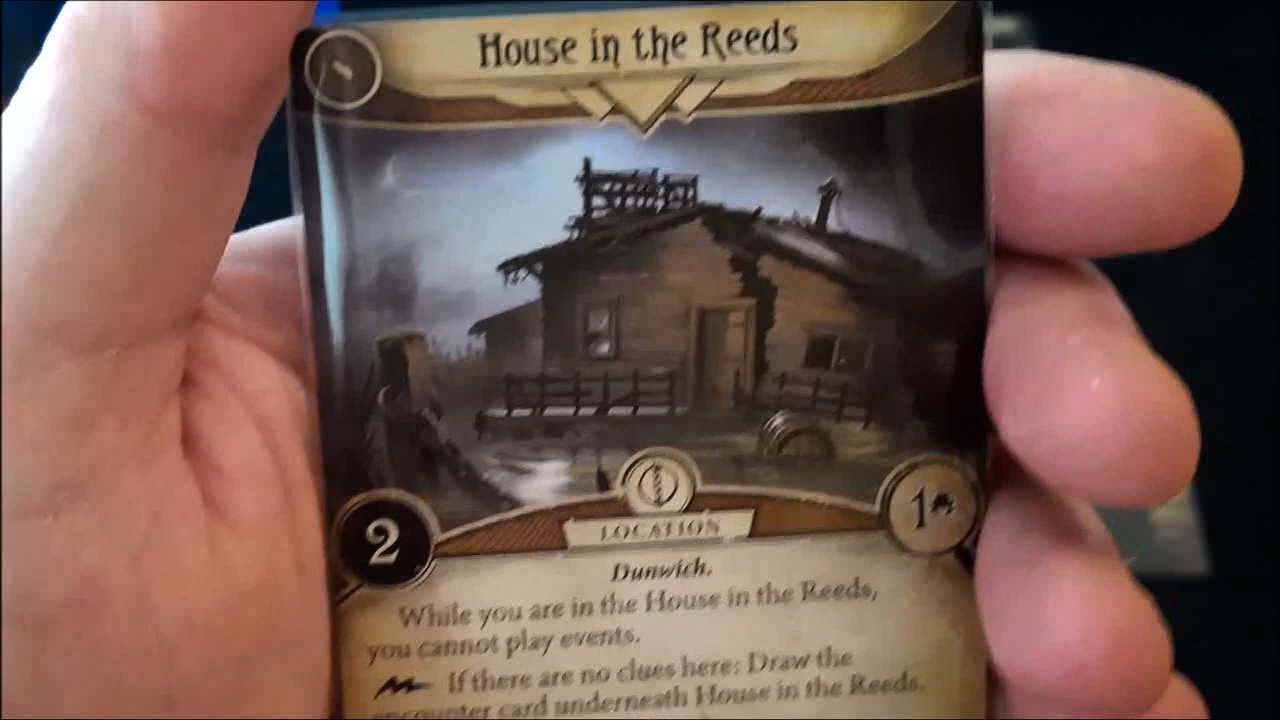 House in the Reeds
2
1
LOCATION
Dunwich.
While you are in the House in the Reeds,
you cannot play events.
If there are no clues here: Draw the
encounter card underneath House in the Reeds.